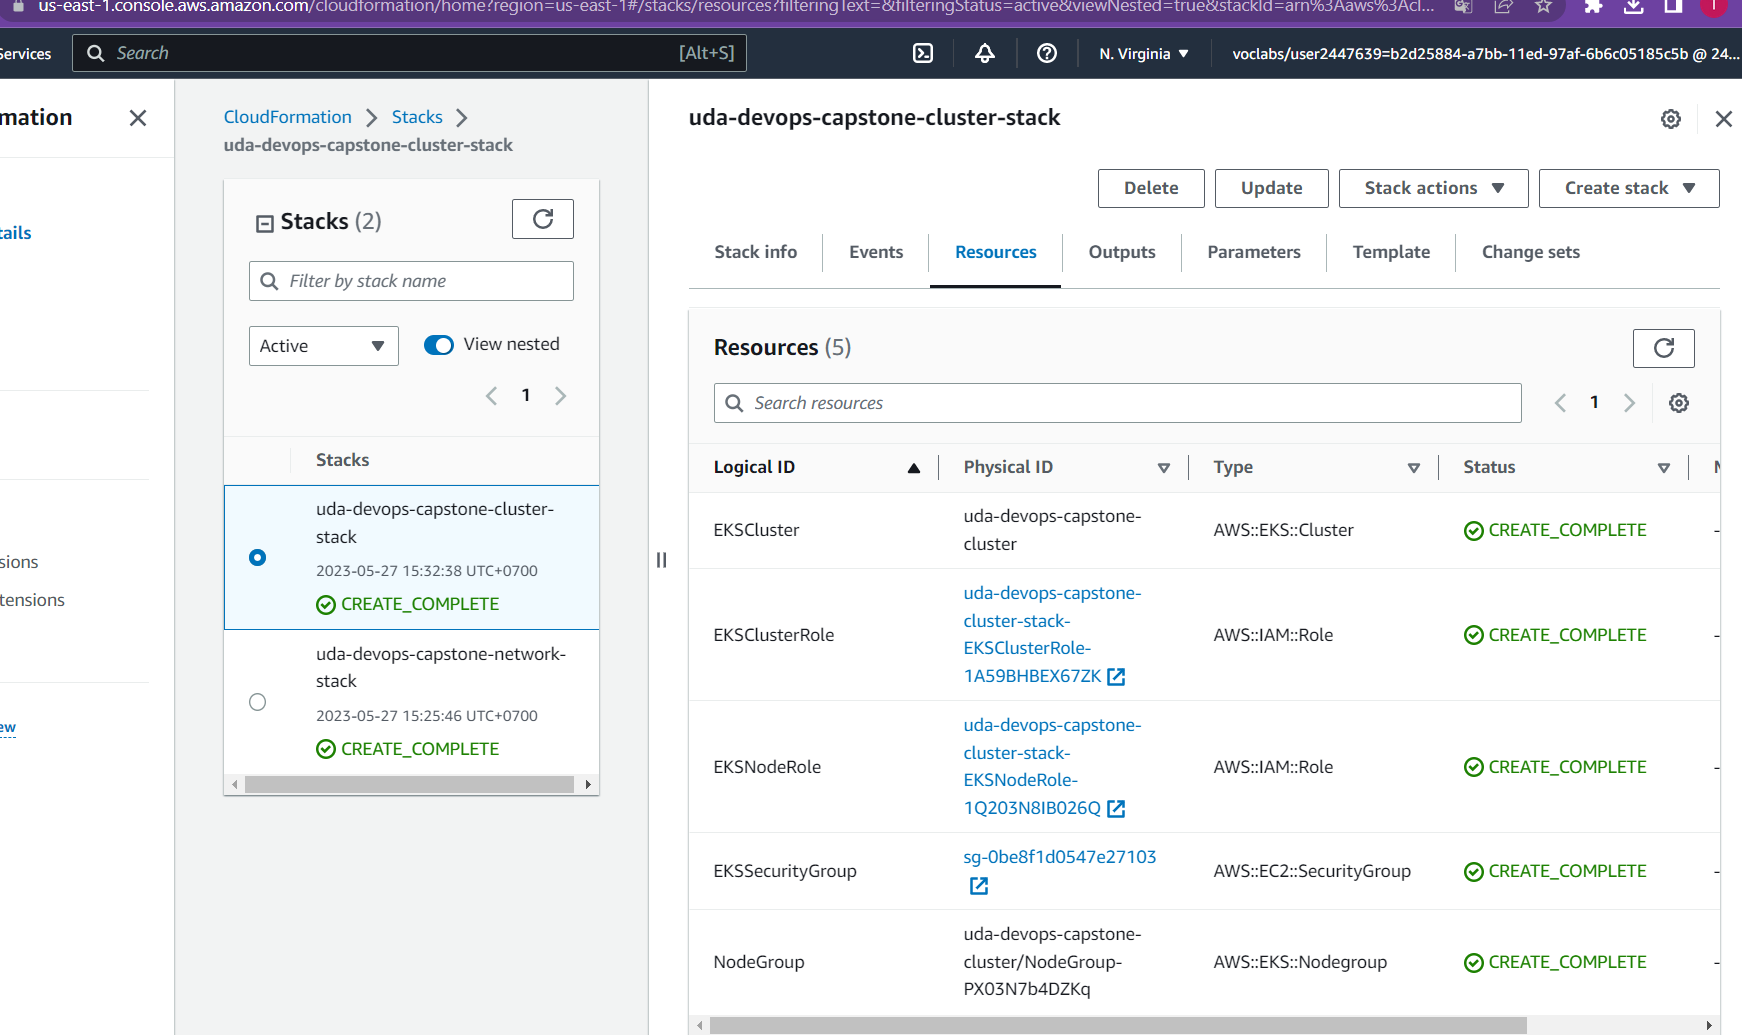 us-east-1.console.aws.amazon.com/cloudformation/home?region=us-east-1#/stacks/resources?filteringText=&filteringStatus=active&viewNested=true&stackId=arn%3Aaws%3Acl...
Services
Search
[Alt+S]
N. Virginia
voclabs/user2447639=b2d25884-a7bb-11ed-97af-6b6c05185c5b @ 24...
mation
tails
sions
tensions
ew
CloudFormation
Stacks
uda-devops-capstone-cluster-stack
Stacks (2)
Filter by stack name
Active
View nested
1
Stacks
uda-devops-capstone-cluster-
stack
2023-05-27 15:32:38 UTC+0700
CREATE_COMPLETE
uda-devops-capstone-network-
stack
2023-05-27 15:25:46 UTC+0700
CREATE_COMPLETE
uda-devops-capstone-cluster-stack
Delete
Update
Stack actions
Create stack
Stack info
Events
Resources
Outputs
Parameters
Template
Change sets
Resources (5)
Search resources
1
Logical ID
Physical ID
Type
Status
EKSCluster
uda-devops-capstone-
cluster
AWS::EKS::Cluster
CREATE_COMPLETE
-
EKSClusterRole
uda-devops-capstone-
cluster-stack-
EKSClusterRole-
1A59BHBEX67ZK
AWS::IAM::Role
CREATE_COMPLETE
-
EKSNodeRole
uda-devops-capstone-
cluster-stack-
EKSNodeRole-
1Q203N8IB026Q
AWS::IAM::Role
CREATE_COMPLETE
-
EKSSecurityGroup
sg-0be8f1d0547e27103
AWS::EC2::SecurityGroup
CREATE_COMPLETE
-
NodeGroup
uda-devops-capstone-
cluster/NodeGroup-
PX03N7b4DZKq
AWS::EKS::Nodegroup
CREATE_COMPLETE
-